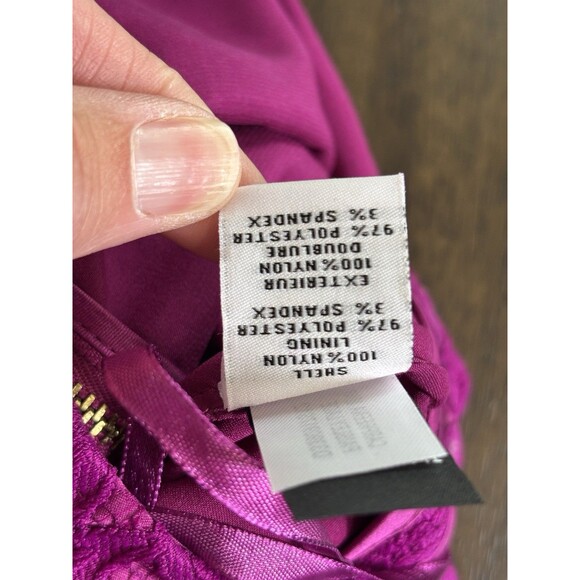 SHELL
100% NYLON
LINING
97% POLYESTER
3% SPANDEX
EXTERIEUR
100% NYLON
DOUBLURE
97% POLYESTER
3% SPANDEX